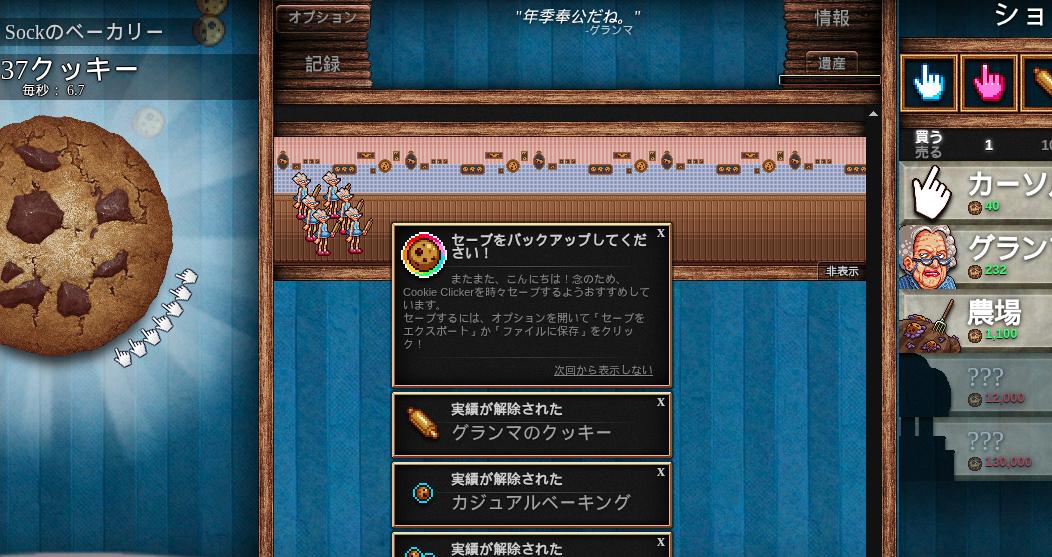 Sockのベーカリー
37クッキー
毎秒： 6.7
オプション
記録
"年季奉公だね。"
-グランマ
情報
遺産
非表示
セーブをバックアップしてくだ
さい！
x
またまた、こんにちは！念のため、
Cookie Clickerを時々セーブするようおすすめして
います。
セーブするには、オプションを開いて「セーブを
エクスポート」か「ファイルに保存」をクリッ
ク！
次回から表示しない
実績が解除された
x
グランマのクッキー
実績が解除された
x
カジュアルベーキング
実績が解除された
x
ショ
買う
売る
1
10
カーソ
40
グラン
232
農場
1,100
???
12,000
???
130,000